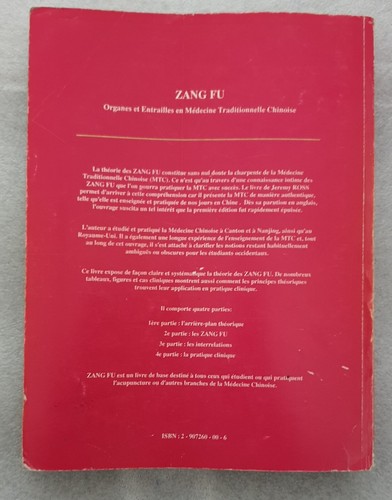 ZANG FU
Organes et Entrailles en Médecine Traditionnelle Chinoise
La théorie des ZANG FU constitue sans nul doute la charpente de la Médecine
Traditionnelle Chinoise (MTC). Ce n'est qu'au travers d'une connaissance intime des
ZANG FU que l'on pourra pratiquer la MTC avec succès. Le livre de Jeremy ROSS
permet d'arriver à cette compréhension car il présente la MTC de manière authentique,
telle qu'elle est enseignée et pratiquée de nos jours en Chine. Dès sa parution en anglais,
l'ouvrage suscita un tel intérêt que la première édition fut rapidement épuisée.
L'auteur a étudié et pratiqué la Médecine Chinoise à Canton et à Nanjing, ainsi qu'au
Royaume-Uni. Il a également une longue expérience de l'enseignement de la MTC et, tout
au long de cet ouvrage, il s'est attaché à clarifier les notions restant habituellement
ambiguës ou obscures pour les étudiants occidentaux.
Ce livre expose de façon claire et systématique la théorie des ZANG FU. De nombreux
tableaux, figures et cas cliniques montrent aussi comment les principes théoriques
trouvent leur application en pratique clinique.
Il comporte quatre parties:
1ère partie : l'arrière-plan théorique
2e partie : les ZANG FU
3e partie : les interrelations
4e partie : la pratique clinique
ZANG FU est un livre de base destiné à tous ceux qui étudient ou qui pratiquent
l'acupuncture ou d'autres branches de la Médecine Chinoise.
ISBN : 2 - 907260 - 00 - 6